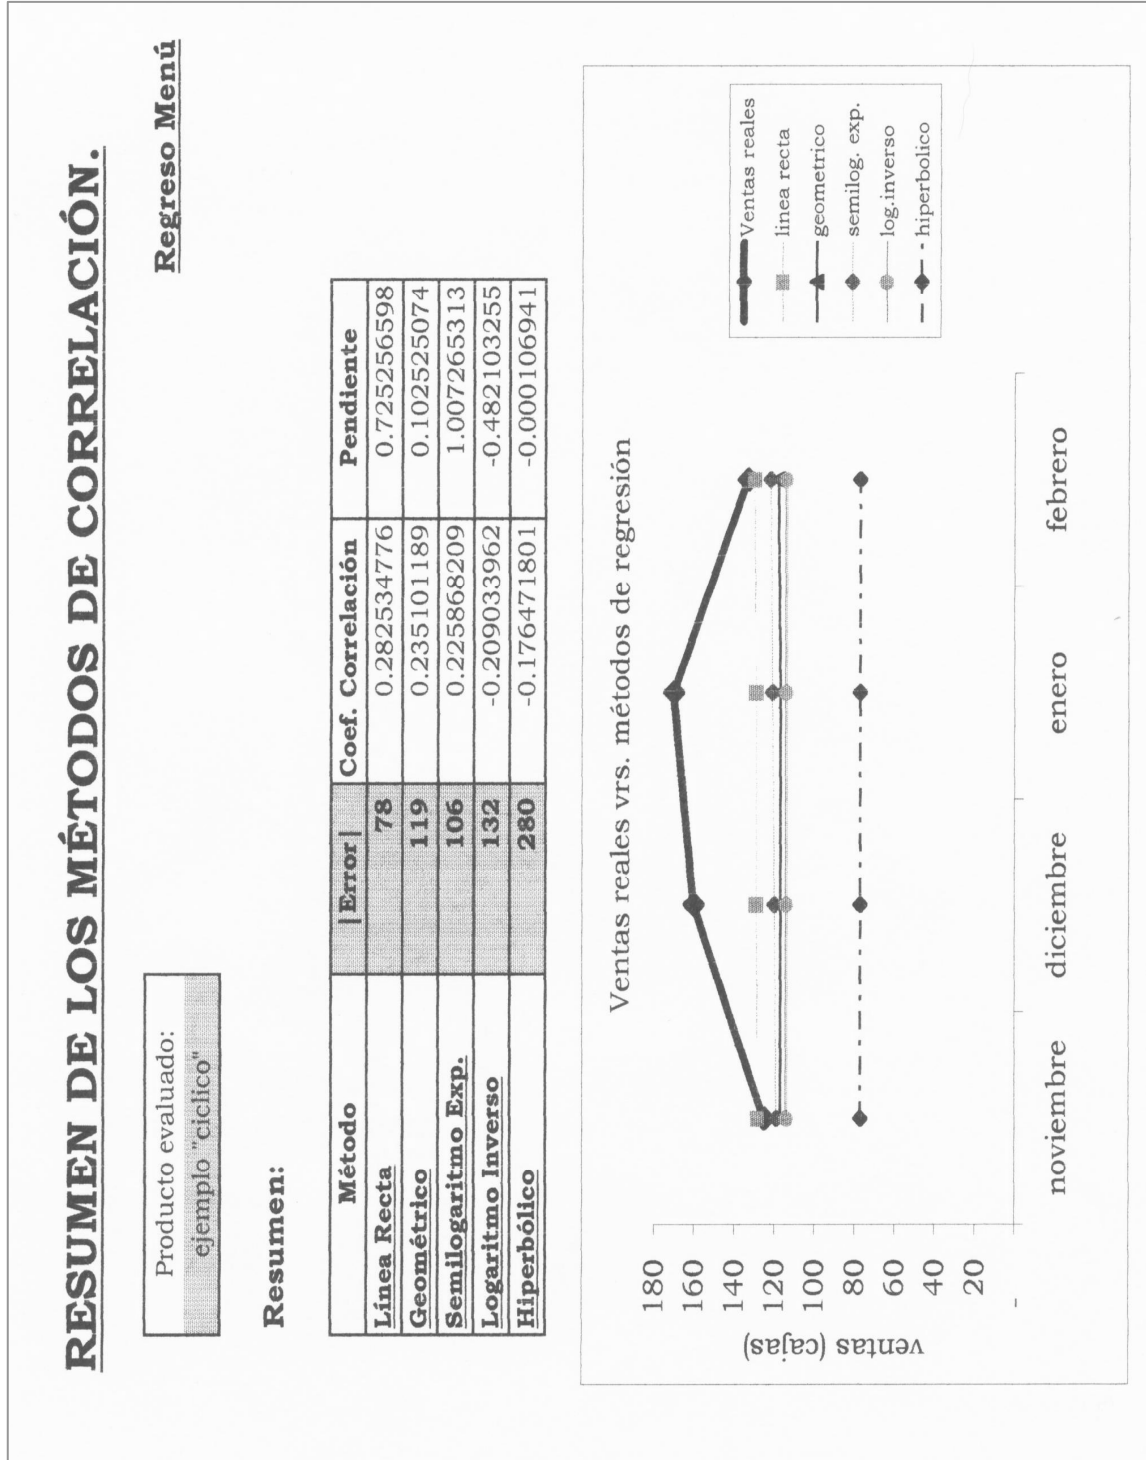 RESUMEN DE LOS MÉTODOS DE CORRELACIÓN.
Regreso Menú
Producto evaluado:
ejemplo "ciclico"
Resumen:
Método |Error| Coef. Correlación Pendiente
Línea Recta 78 0.282534776 0.725256598
Geométrico 119 0.235101189 0.102525074
Semilogaritmo Exp. 106 0.225868209 1.007265313
Logaritmo Inverso 132 -0.209033962 -0.482103255
Hiperbólico 280 -0.176471801 -0.000106941
Ventas reales vrs. métodos de regresión
ventas (cajas)
180
160
140
120
100
80
60
40
20
-
noviembre diciembre enero febrero
Ventas reales
linea recta
geometrico
semilog. exp.
log.inverso
hiperbolico